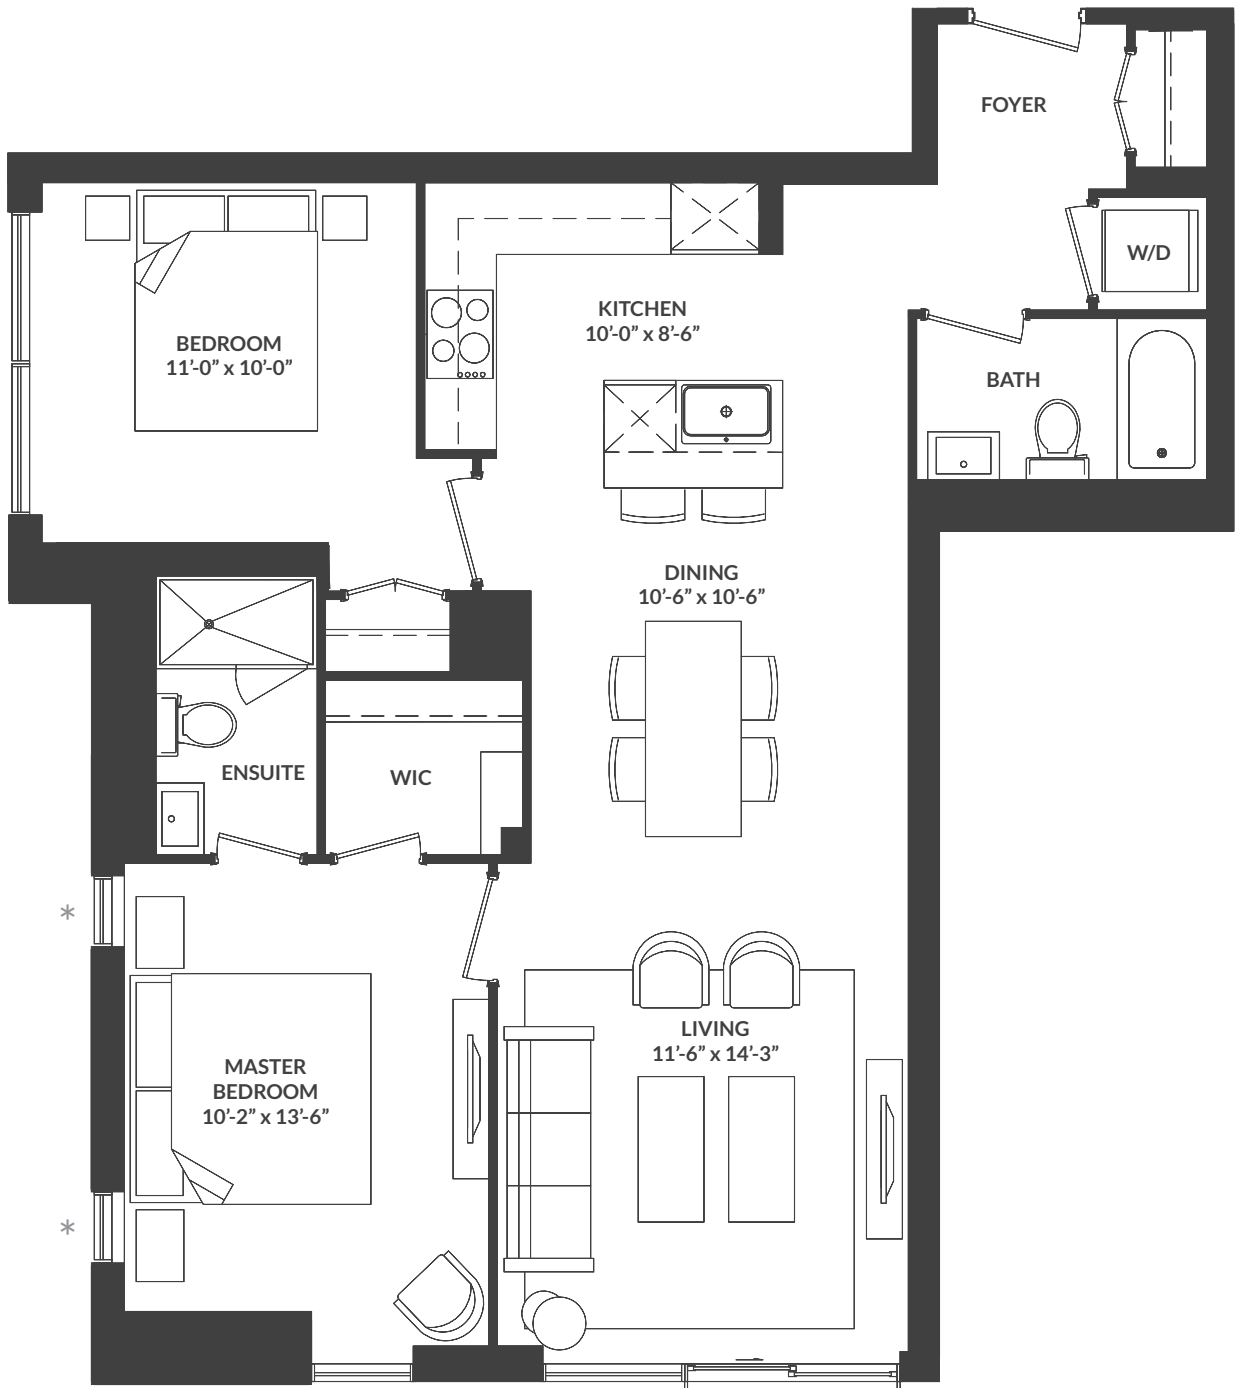 FOYER
W/D
KITCHEN
10’-0” x 8’-6”
BEDROOM
11’-0” x 10’-0”
BATH
DINING
10’-6” x 10’-6”
ENSUITE
WIC
*
LIVING
11’-6” x 14’-3”
MASTER
BEDROOM
10’-2” x 13’-6”
*